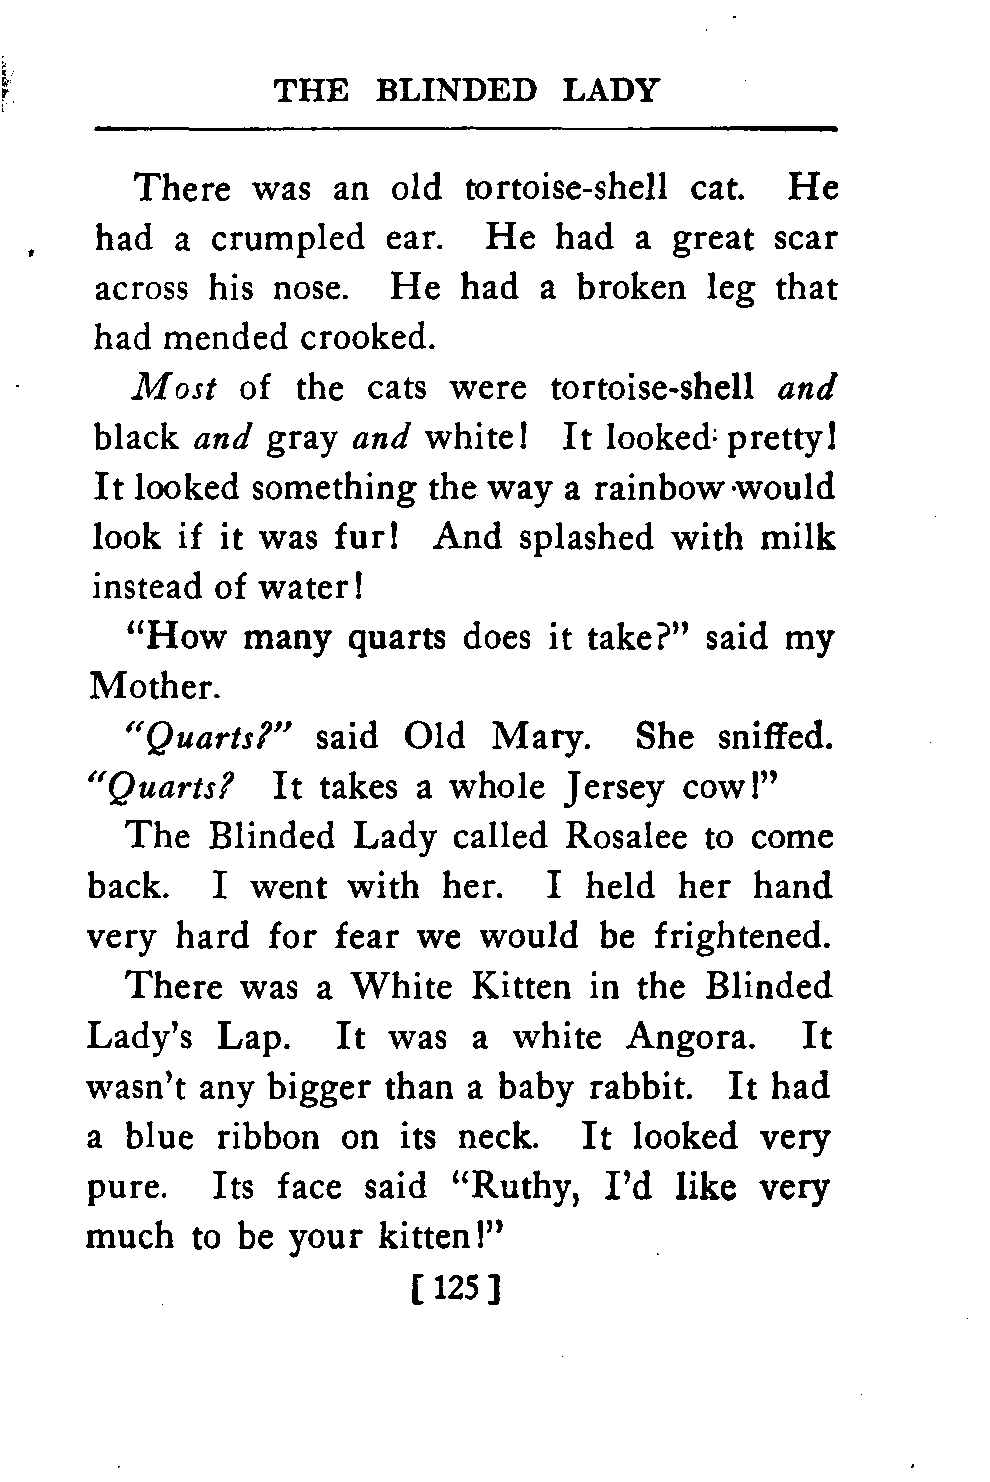 THE BLINDED LADY
There was an old tortoise-shell cat. He
had a crumpled ear. He had a great scar
across his nose. He had a broken leg that
had mended crooked.
Most of the cats were tortoise-shell and
black and gray and white! It looked pretty!
It looked something the way a rainbow would
look if it was fur! And splashed with milk
instead of water!
"How many quarts does it take?" said my
Mother.
"Quarts?" said Old Mary. She sniffed.
"Quarts? It takes a whole Jersey cow!"
The Blinded Lady called Rosalee to come
back. I went with her. I held her hand
very hard for fear we would be frightened.
There was a White Kitten in the Blinded
Lady's Lap. It was a white Angora. It
wasn't any bigger than a baby rabbit. It had
a blue ribbon on its neck. It looked very
pure. Its face said "Ruthy, I'd like very
much to be your kitten!"
[ 125 ]